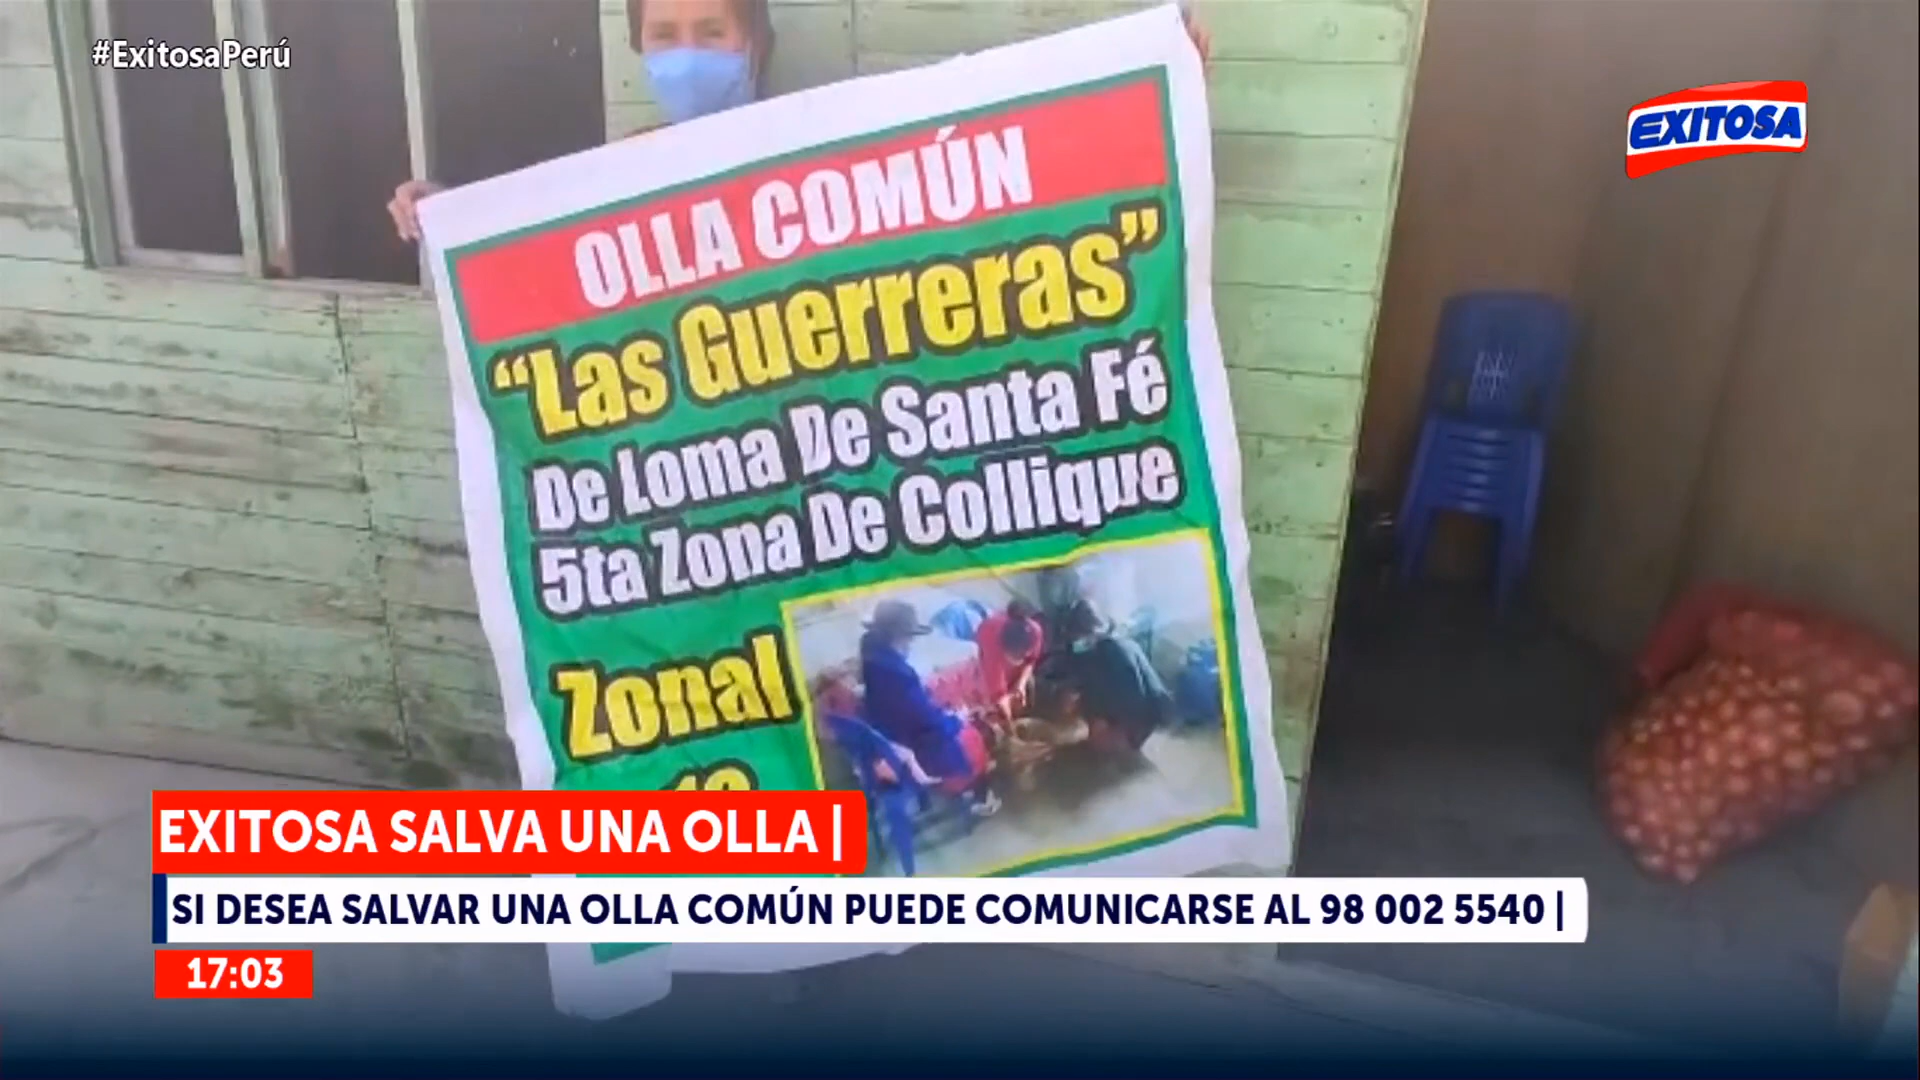 #ExitosaPerú
EXITOSA
OLLA COMÚN
“Las Guerreras”
De Loma De Santa Fé
5ta Zona De Collique
Zonal
EXITOSA SALVA UNA OLLA |
SI DESEA SALVAR UNA OLLA COMÚN PUEDE COMUNICARSE AL 98 002 5540 |
17:03